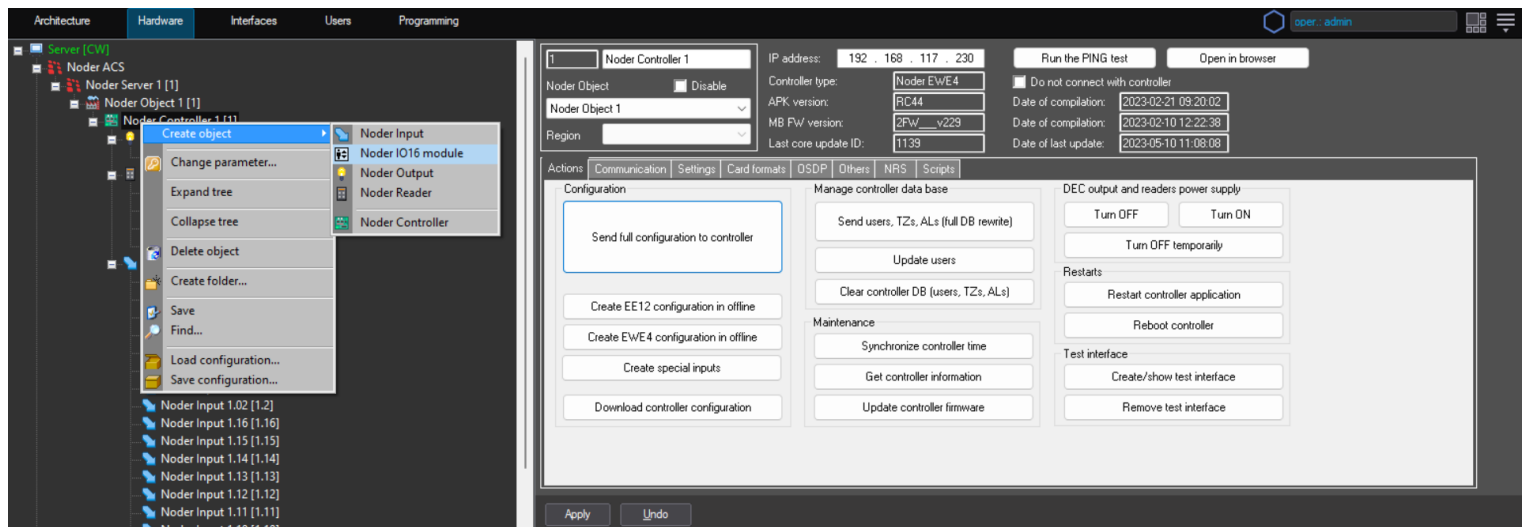 Architecture Hardware Interfaces Users Programming oper.: admin
Server [CW]
Noder ACS
Noder Server 1 [1]
Noder Object 1 [1]
Noder Controller 1 [1]
Create object
Change parameter...
Expand tree
Collapse tree
Delete object
Create folder...
Save
Find...
Load configuration...
Save configuration...
Noder Input
Noder IO16 module
Noder Output
Noder Reader
Noder Controller
Noder Input 1.02 [1.2]
Noder Input 1.16 [1.16]
Noder Input 1.15 [1.15]
Noder Input 1.14 [1.14]
Noder Input 1.13 [1.13]
Noder Input 1.12 [1.12]
Noder Input 1.11 [1.11]
1 Noder Controller 1
Noder Object Disable
Noder Object 1
Region
IP address: 192 . 168 . 117 . 230 Run the PING test Open in browser
Controller type: Noder EWE4 Do not connect with controller
APK version: RC44 Date of compilation: 2023-02-21 09:20:02
MB FW version: 2FW___v229 Date of compilation: 2023-02-10 12:22:38
Last core update ID: 1139 Date of last update: 2023-05-10 11:08:08
Actions Communication Settings Card formats OSDP Others NRS Scripts
Configuration
Send full configuration to controller
Create EE12 configuration in offline
Create EWE4 configuration in offline
Create special inputs
Download controller configuration
Manage controller data base
Send users, TZs, ALs (full DB rewrite)
Update users
Clear controller DB (users, TZs, ALs)
Maintenance
Synchronize controller time
Get controller information
Update controller firmware
DEC output and readers power supply
Turn OFF Turn ON
Turn OFF temporarily
Restarts
Restart controller application
Reboot controller
Test interface
Create/show test interface
Remove test interface
Apply Undo